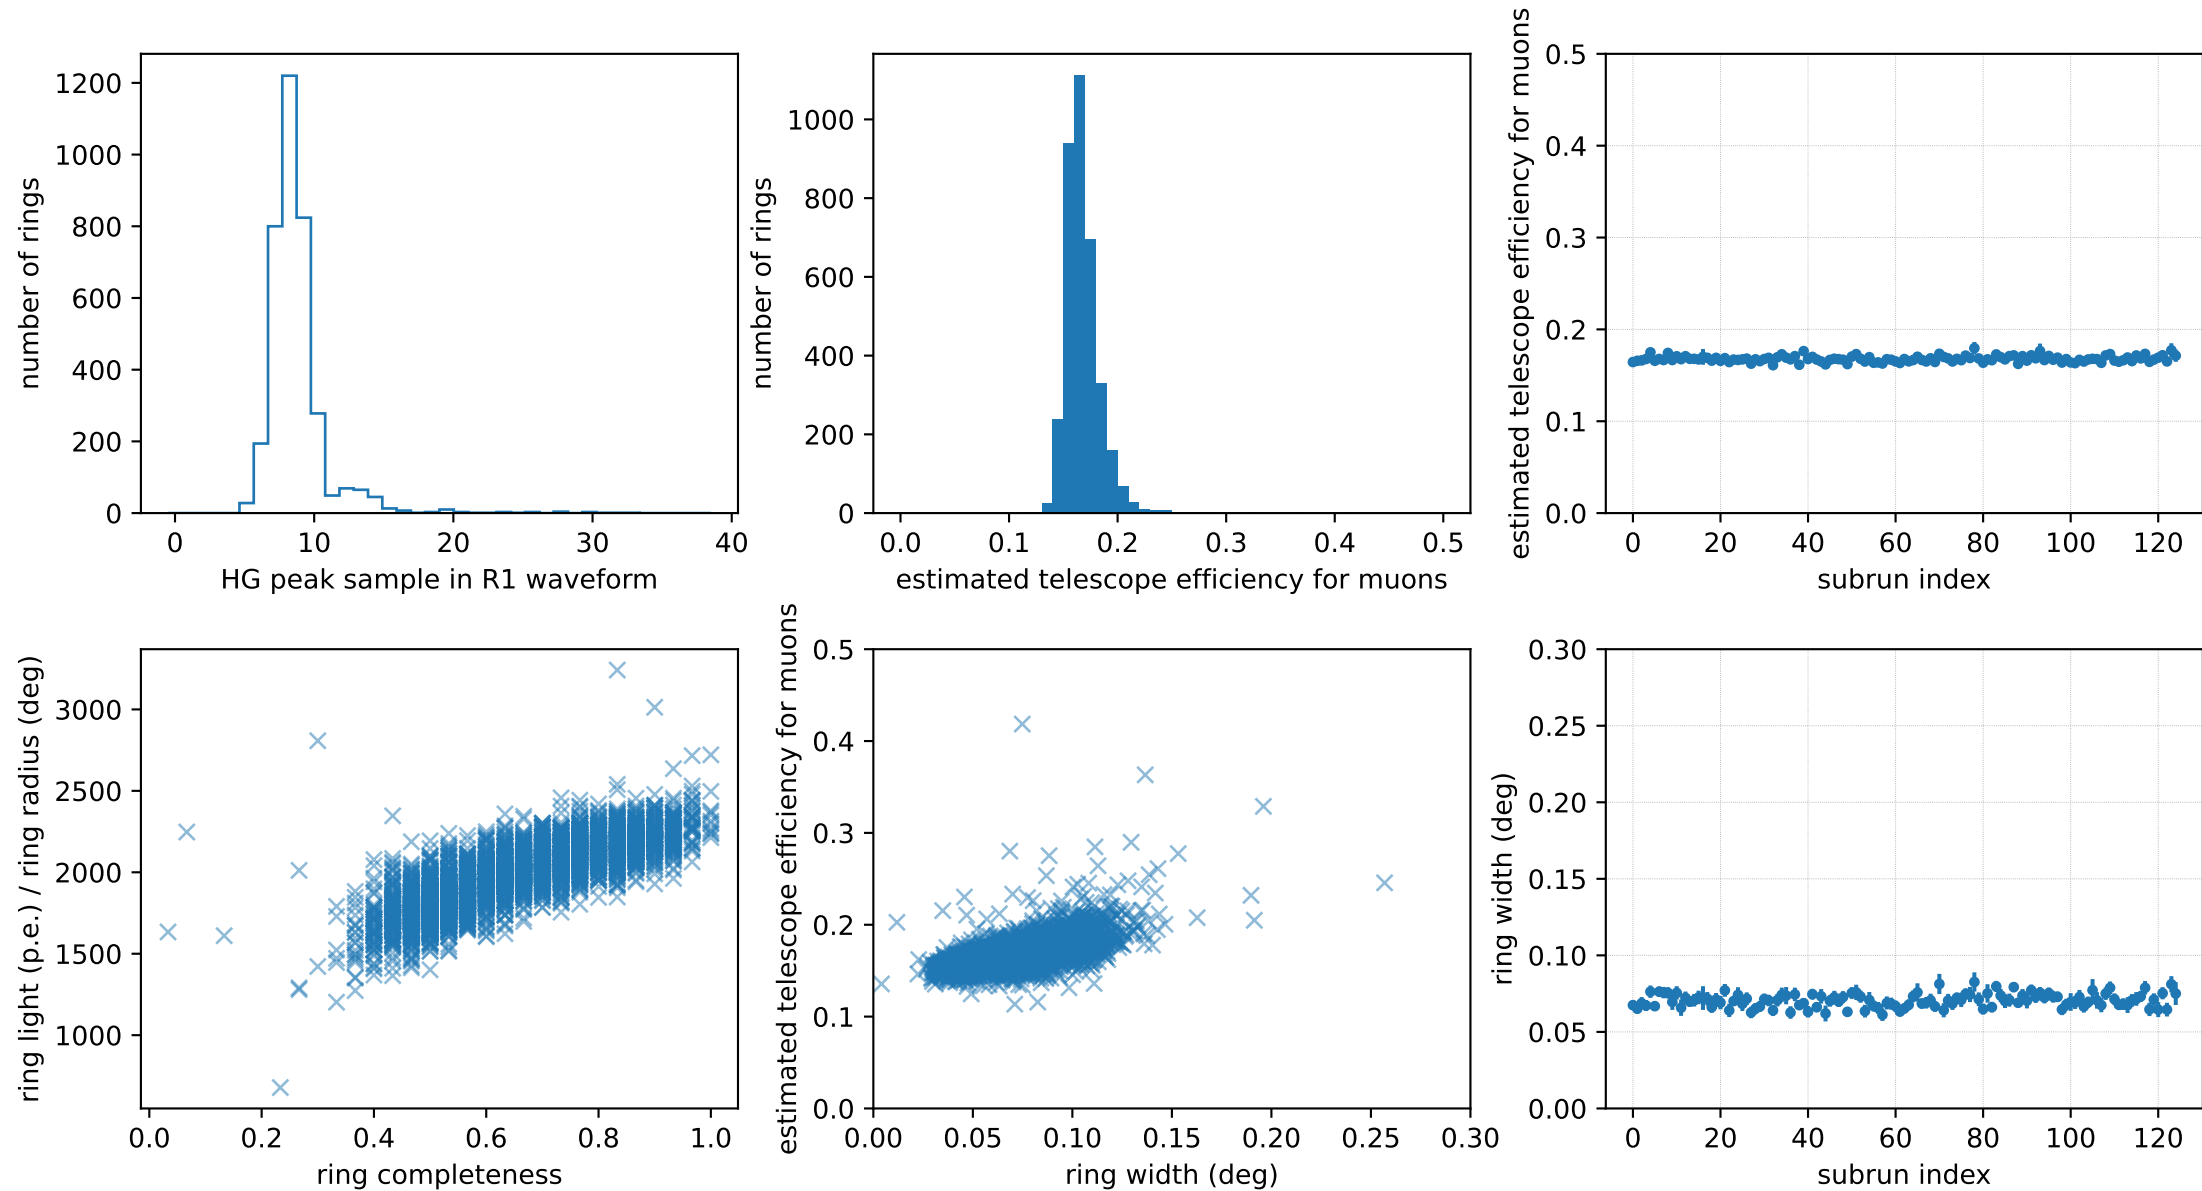 number of rings
1200
1000
800
600
400
200
0
0 10 20 30 40
HG peak sample in R1 waveform
number of rings
1000
800
600
400
200
0
0.0 0.1 0.2 0.3 0.4 0.5
estimated telescope efficiency for muons
estimated telescope efficiency for muons
0.5
0.4
0.3
0.2
0.1
0.0
0 20 40 60 80 100 120
subrun index
ring light (p.e.) / ring radius (deg)
3000
2500
2000
1500
1000
0.0 0.2 0.4 0.6 0.8 1.0
ring completeness
estimated telescope efficiency for muons
0.5
0.4
0.3
0.2
0.1
0.0
0.00 0.05 0.10 0.15 0.20 0.25 0.30
ring width (deg)
ring width (deg)
0.30
0.25
0.20
0.15
0.10
0.05
0.00
0 20 40 60 80 100 120
subrun index